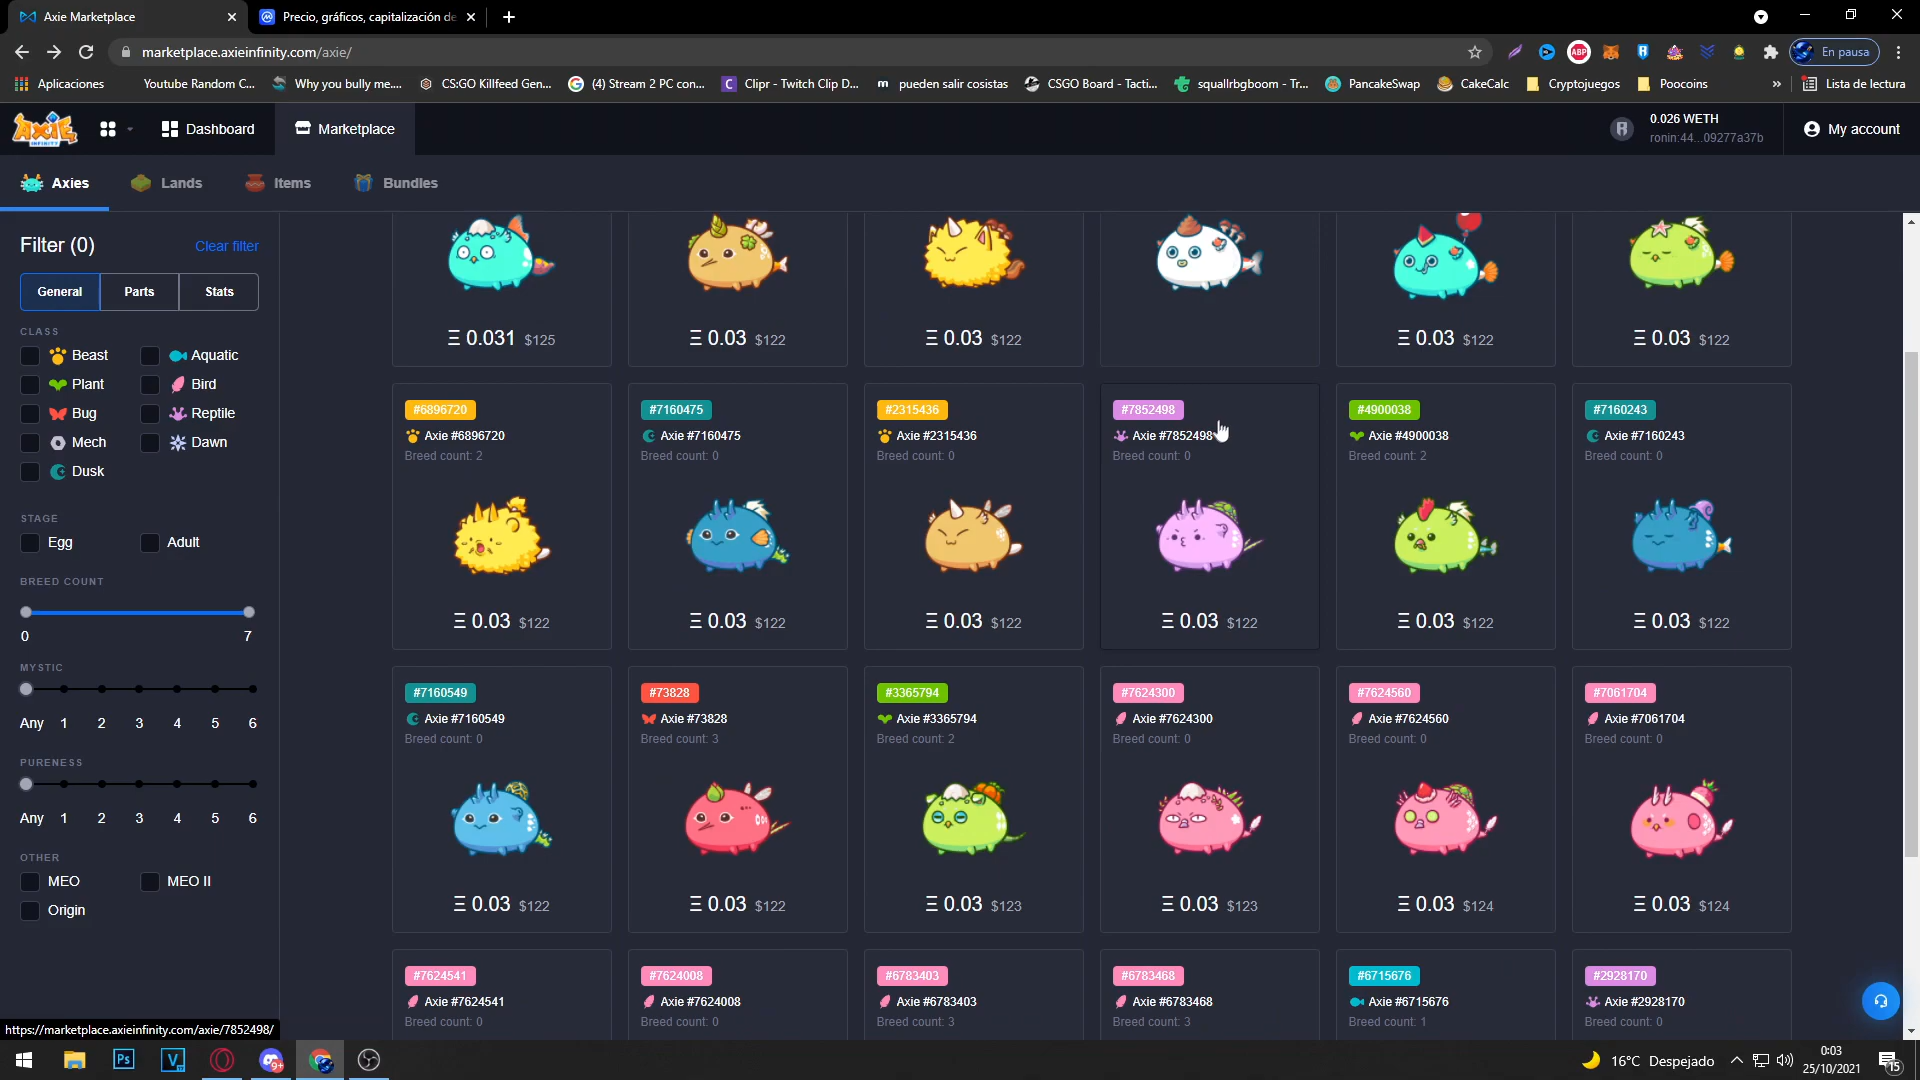 Axie Marketplace
Precio, gráficos, capitalización de
marketplace.axieinfinity.com/axie/
ABP
En pausa
Aplicaciones
Youtube Random C...
Why you bully me....
CS:GO Killfeed Gen...
(4) Stream 2 PC con...
Clipr - Twitch Clip D...
pueden salir cosistas
CSGO Board - Tacti...
squallrbgboom - Tr...
PancakeSwap
CakeCalc
Cryptojuegos
Poocoins
»
Lista de lectura
AXIE
INFINITY
Dashboard
Marketplace
0.026 WETH
ronin:44...09277a37b
My account
Axies
Lands
Items
Bundles
Filter (0)
Clear filter
General
Parts
Stats
CLASS
Beast
Aquatic
Plant
Bird
Bug
Reptile
Mech
Dawn
Dusk
STAGE
Egg
Adult
BREED COUNT
0
7
MYSTIC
Any 1 2 3 4 5 6
PURENESS
Any 1 2 3 4 5 6
OTHER
MEO
MEO II
Origin
Ξ 0.031 $125
Ξ 0.03 $122
Ξ 0.03 $122
Ξ 0.03 $122
Ξ 0.03 $122
#6896720
Axie #6896720
Breed count: 2
Ξ 0.03 $122
#7160475
Axie #7160475
Breed count: 0
Ξ 0.03 $122
#2315436
Axie #2315436
Breed count: 0
Ξ 0.03 $122
#7852498
Axie #7852498
Breed count: 0
Ξ 0.03 $122
#4900038
Axie #4900038
Breed count: 2
Ξ 0.03 $122
#7160243
Axie #7160243
Breed count: 0
Ξ 0.03 $122
#7160549
Axie #7160549
Breed count: 0
Ξ 0.03 $122
#73828
Axie #73828
Breed count: 3
Ξ 0.03 $122
#3365794
Axie #3365794
Breed count: 2
Ξ 0.03 $123
#7624300
Axie #7624300
Breed count: 0
Ξ 0.03 $123
#7624560
Axie #7624560
Breed count: 0
Ξ 0.03 $124
#7061704
Axie #7061704
Breed count: 0
Ξ 0.03 $124
#7624541
Axie #7624541
Breed count: 0
#7624008
Axie #7624008
Breed count: 0
#6783403
Axie #6783403
Breed count: 3
#6783468
Axie #6783468
Breed count: 3
#6715676
Axie #6715676
Breed count: 1
#2928170
Axie #2928170
Breed count: 0
https://marketplace.axieinfinity.com/axie/7852498/
Ps
V
9+
16°C Despejado
0:03
25/10/2021
15